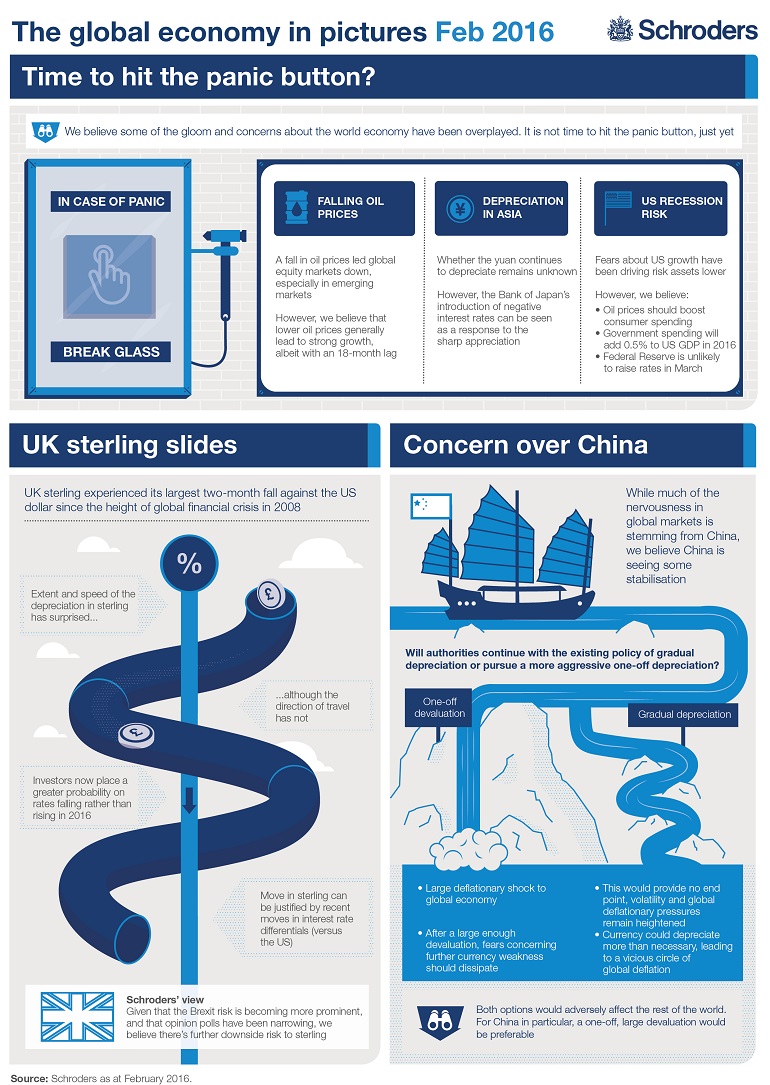 The global economy in pictures Feb 2016
Schroders
Time to hit the panic button?
We believe some of the gloom and concerns about the world economy have been overplayed. It is not time to hit the panic button, just yet
IN CASE OF PANIC
BREAK GLASS
FALLING OIL
PRICES
A fall in oil prices led global
equity markets down,
especially in emerging
markets
However, we believe that
lower oil prices generally
lead to strong growth,
albeit with an 18-month lag
¥
DEPRECIATION
IN ASIA
Whether the yuan continues
to depreciate remains unknown
However, the Bank of Japan's
introduction of negative
interest rates can be seen
as a response to the
sharp appreciation
US RECESSION
RISK
Fears about US growth have
been driving risk assets lower
However, we believe:
• Oil prices should boost
consumer spending
• Government spending will
add 0.5% to US GDP in 2016
• Federal Reserve is unlikely
to raise rates in March
UK sterling slides
UK sterling experienced its largest two-month fall against the US
dollar since the height of global financial crisis in 2008
%
£
Extent and speed of the
depreciation in sterling
has surprised...
...although the
direction of travel
has not
£
Investors now place a
greater probability on
rates falling rather than
rising in 2016
Move in sterling can
be justified by recent
moves in interest rate
differentials (versus
the US)
Schroders' view
Given that the Brexit risk is becoming more prominent,
and that opinion polls have been narrowing, we
believe there's further downside risk to sterling
Concern over China
While much of the
nervousness in
global markets is
stemming from China,
we believe China is
seeing some
stabilisation
Will authorities continue with the existing policy of gradual
depreciation or pursue a more aggressive one-off depreciation?
One-off
devaluation
Gradual depreciation
• Large deflationary shock to
global economy
• After a large enough
devaluation, fears concerning
further currency weakness
should dissipate
• This would provide no end
point, volatility and global
deflationary pressures
remain heightened
• Currency could depreciate
more than necessary, leading
to a vicious circle of
global deflation
Both options would adversely affect the rest of the world.
For China in particular, a one-off, large devaluation would
be preferable
Source: Schroders as at February 2016.